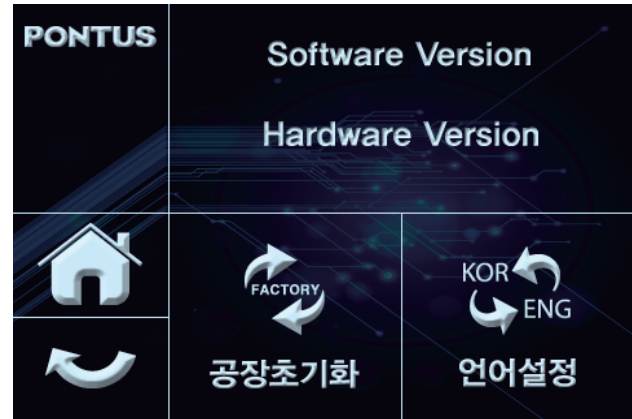 PONTUS
Software Version
Hardware Version
FACTORY
공장초기화
KOR
ENG
언어설정